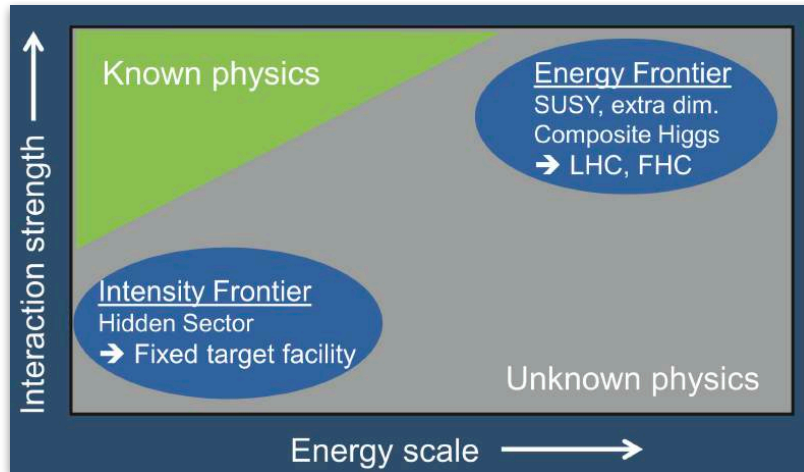 Known physics
Energy Frontier
SUSY, extra dim.
Composite Higgs
➔ LHC, FHC
Intensity Frontier
Hidden Sector
➔ Fixed target facility
Unknown physics
Interaction strength
Energy scale